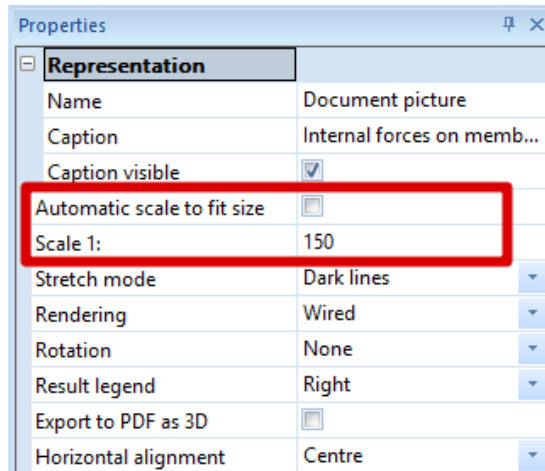 Properties
Representation
Name Document picture
Caption Internal forces on memb...
Caption visible
Automatic scale to fit size
Scale 1: 150
Stretch mode Dark lines
Rendering Wired
Rotation None
Result legend Right
Export to PDF as 3D
Horizontal alignment Centre